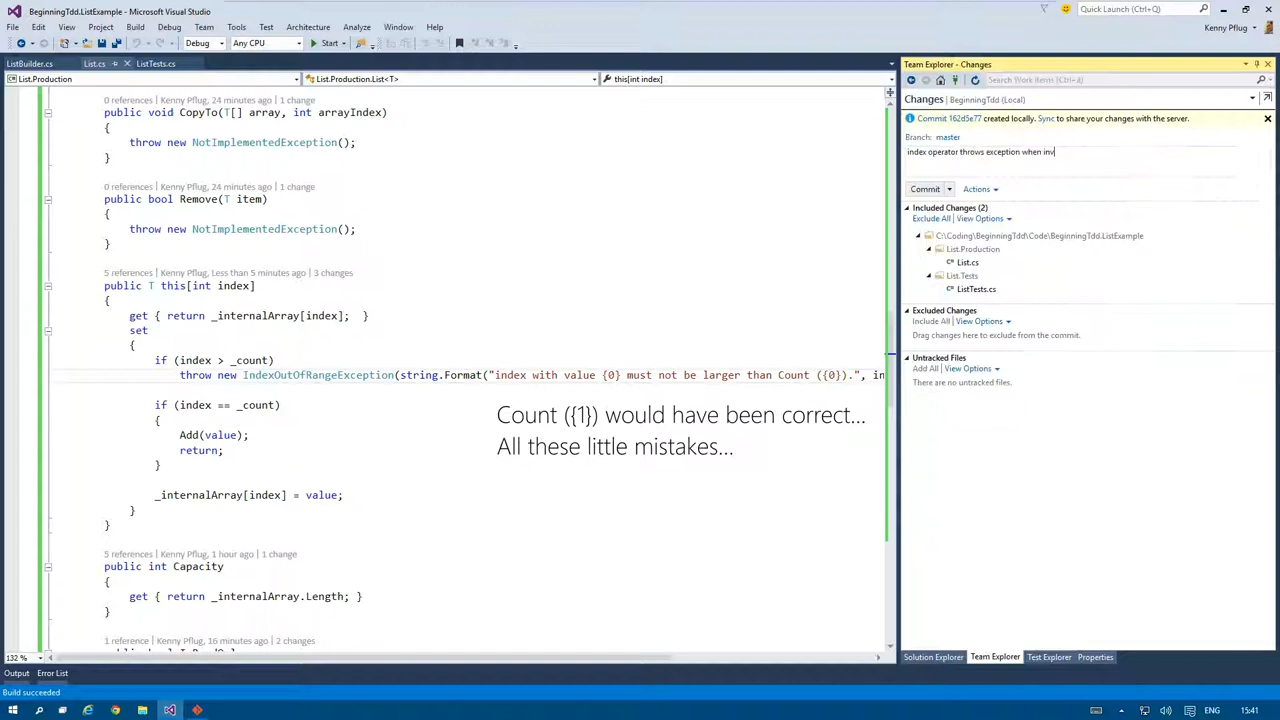 BeginningTdd.ListExample - Microsoft Visual Studio
Quick Launch (Ctrl+Q)
File Edit View Project Build Debug Team Tools Test Architecture Analyze Window Help
Kenny Pflug
Debug Any CPU Start
ListBuilder.cs List.cs ListTests.cs
List.Production List.Production.List<T> this[int index]
0 references | Kenny Pflug, 24 minutes ago | 1 change
public void CopyTo(T[] array, int arrayIndex)
{
throw new NotImplementedException();
}
0 references | Kenny Pflug, 24 minutes ago | 1 change
public bool Remove(T item)
{
throw new NotImplementedException();
}
5 references | Kenny Pflug, Less than 5 minutes ago | 3 changes
public T this[int index]
{
get { return _internalArray[index]; }
set
{
if (index > _count)
throw new IndexOutOfRangeException(string.Format("index with value {0} must not be larger than Count ({0}).", in
if (index == _count)
{
Add(value);
return;
}
_internalArray[index] = value;
}
}
Count ({1}) would have been correct...
All these little mistakes...
5 references | Kenny Pflug, 1 hour ago | 1 change
public int Capacity
{
get { return _internalArray.Length; }
}
1 reference | Kenny Pflug, 16 minutes ago | 2 changes
132 %
Team Explorer - Changes
Search Work Items (Ctrl+ä)
Changes | BeginningTdd (Local)
Commit 162d5e77 created locally. Sync to share your changes with the server.
Branch: master
index operator throws exception when inv
Commit Actions
Included Changes (2)
Exclude All | View Options
C:\Coding\BeginningTdd\Code\BeginningTdd.ListExample
List.Production
C# List.cs
List.Tests
C# ListTests.cs
Excluded Changes
Include All | View Options
Drag changes here to exclude from the commit.
Untracked Files
Add All | View Options
There are no untracked files.
Solution Explorer Team Explorer Test Explorer Properties
Output Error List
Build succeeded
ENG 15:41